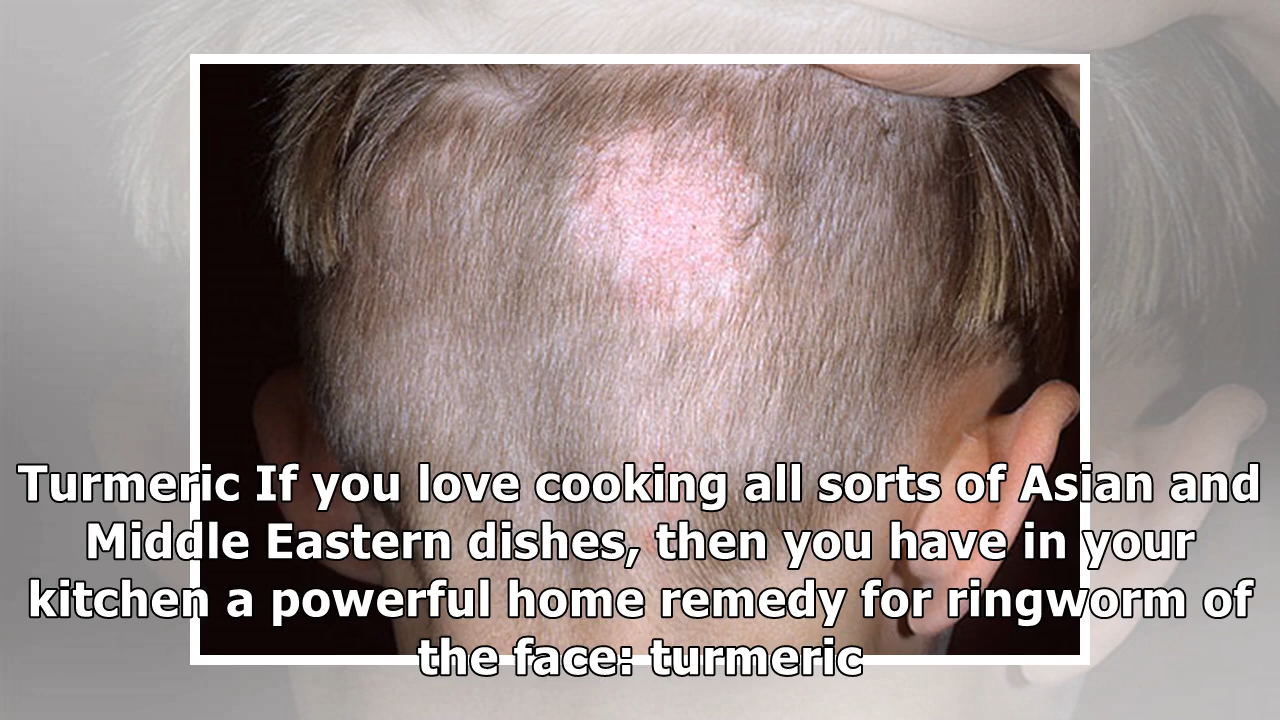 Turmeric If you love cooking all sorts of Asian and
Middle Eastern dishes, then you have in your
kitchen a powerful home remedy for ringworm of
the face: turmeric